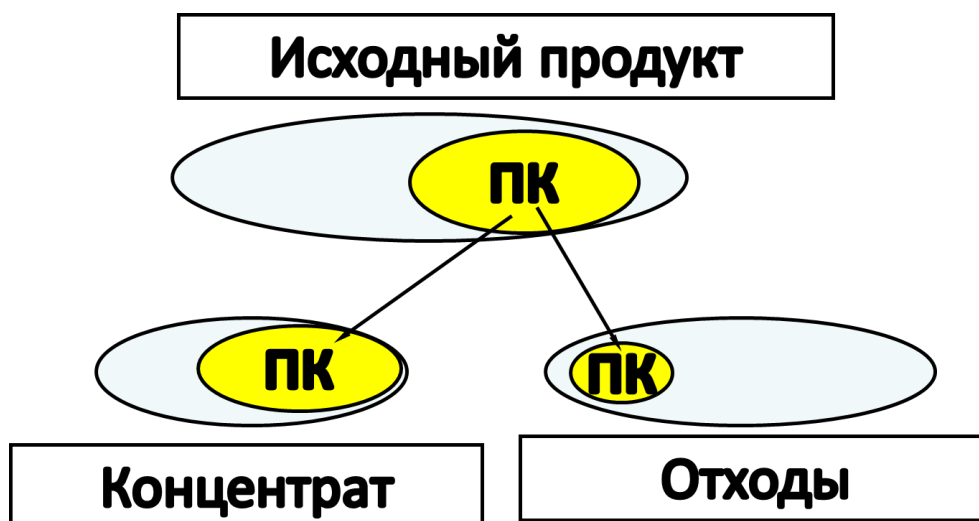 Исходный продукт
ПК
ПК
ПК
Концентрат
Отходы